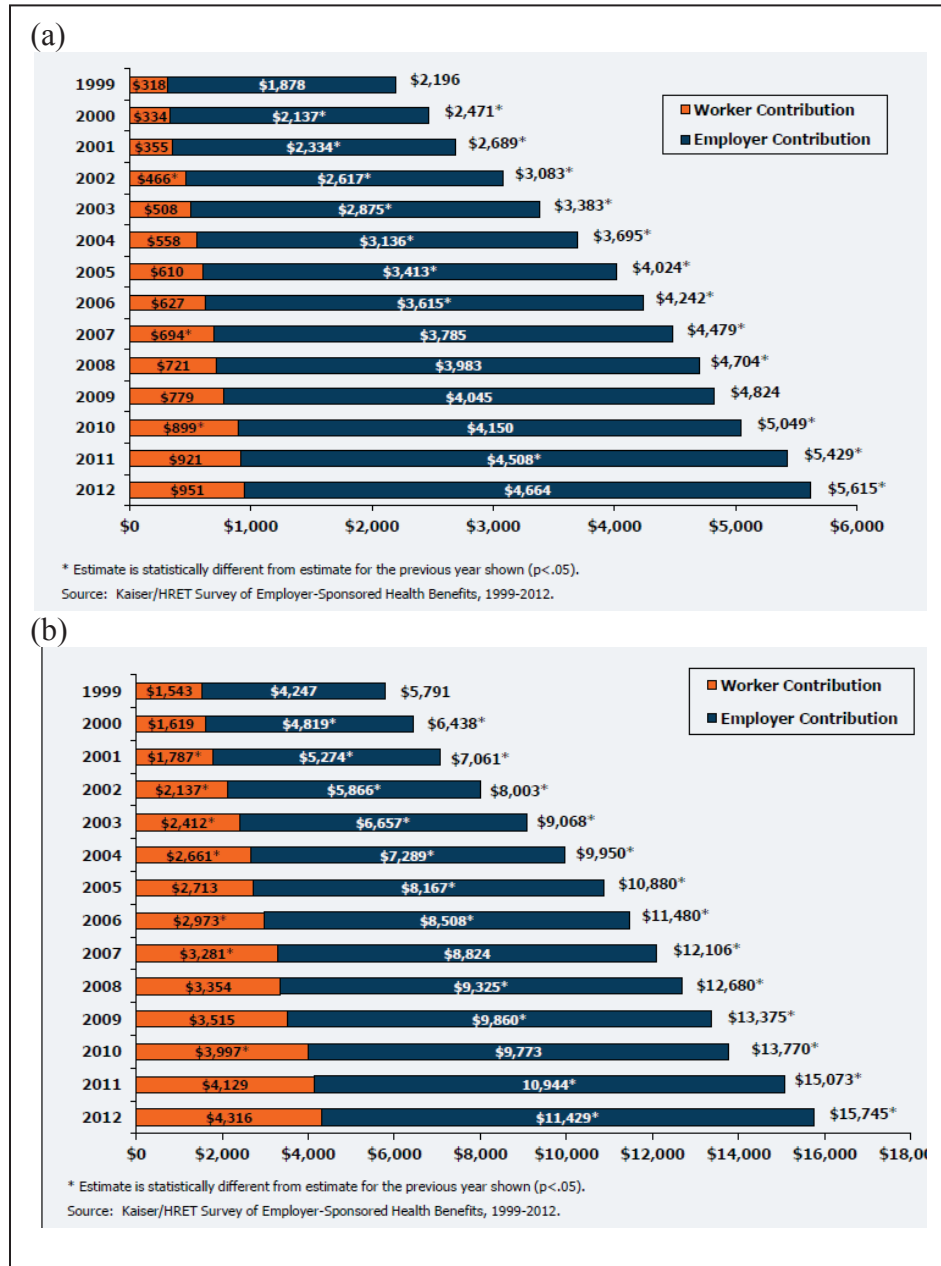 (a)
1999 $318 $1,878 $2,196
2000 $334 $2,137* $2,471*
2001 $355 $2,334* $2,689*
2002 $466* $2,617* $3,083*
2003 $508 $2,875* $3,383*
2004 $558 $3,136* $3,695*
2005 $610 $3,413* $4,024*
2006 $627 $3,615* $4,242*
2007 $694* $3,785 $4,479*
2008 $721 $3,983 $4,704*
2009 $779 $4,045 $4,824
2010 $899* $4,150 $5,049*
2011 $921 $4,508* $5,429*
2012 $951 $4,664 $5,615*
$0 $1,000 $2,000 $3,000 $4,000 $5,000 $6,000
Worker Contribution
Employer Contribution
* Estimate is statistically different from estimate for the previous year shown (p<.05).
Source: Kaiser/HRET Survey of Employer-Sponsored Health Benefits, 1999-2012.
(b)
1999 $1,543 $4,247 $5,791
2000 $1,619 $4,819* $6,438*
2001 $1,787* $5,274* $7,061*
2002 $2,137* $5,866* $8,003*
2003 $2,412* $6,657* $9,068*
2004 $2,661* $7,289* $9,950*
2005 $2,713 $8,167* $10,880*
2006 $2,973* $8,508* $11,480*
2007 $3,281* $8,824 $12,106*
2008 $3,354 $9,325* $12,680*
2009 $3,515 $9,860* $13,375*
2010 $3,997* $9,773 $13,770*
2011 $4,129 10,944* $15,073*
2012 $4,316 $11,429* $15,745*
$0 $2,000 $4,000 $6,000 $8,000 $10,000 $12,000 $14,000 $16,000 $18,0
Worker Contribution
Employer Contribution
* Estimate is statistically different from estimate for the previous year shown (p<.05).
Source: Kaiser/HRET Survey of Employer-Sponsored Health Benefits, 1999-2012.